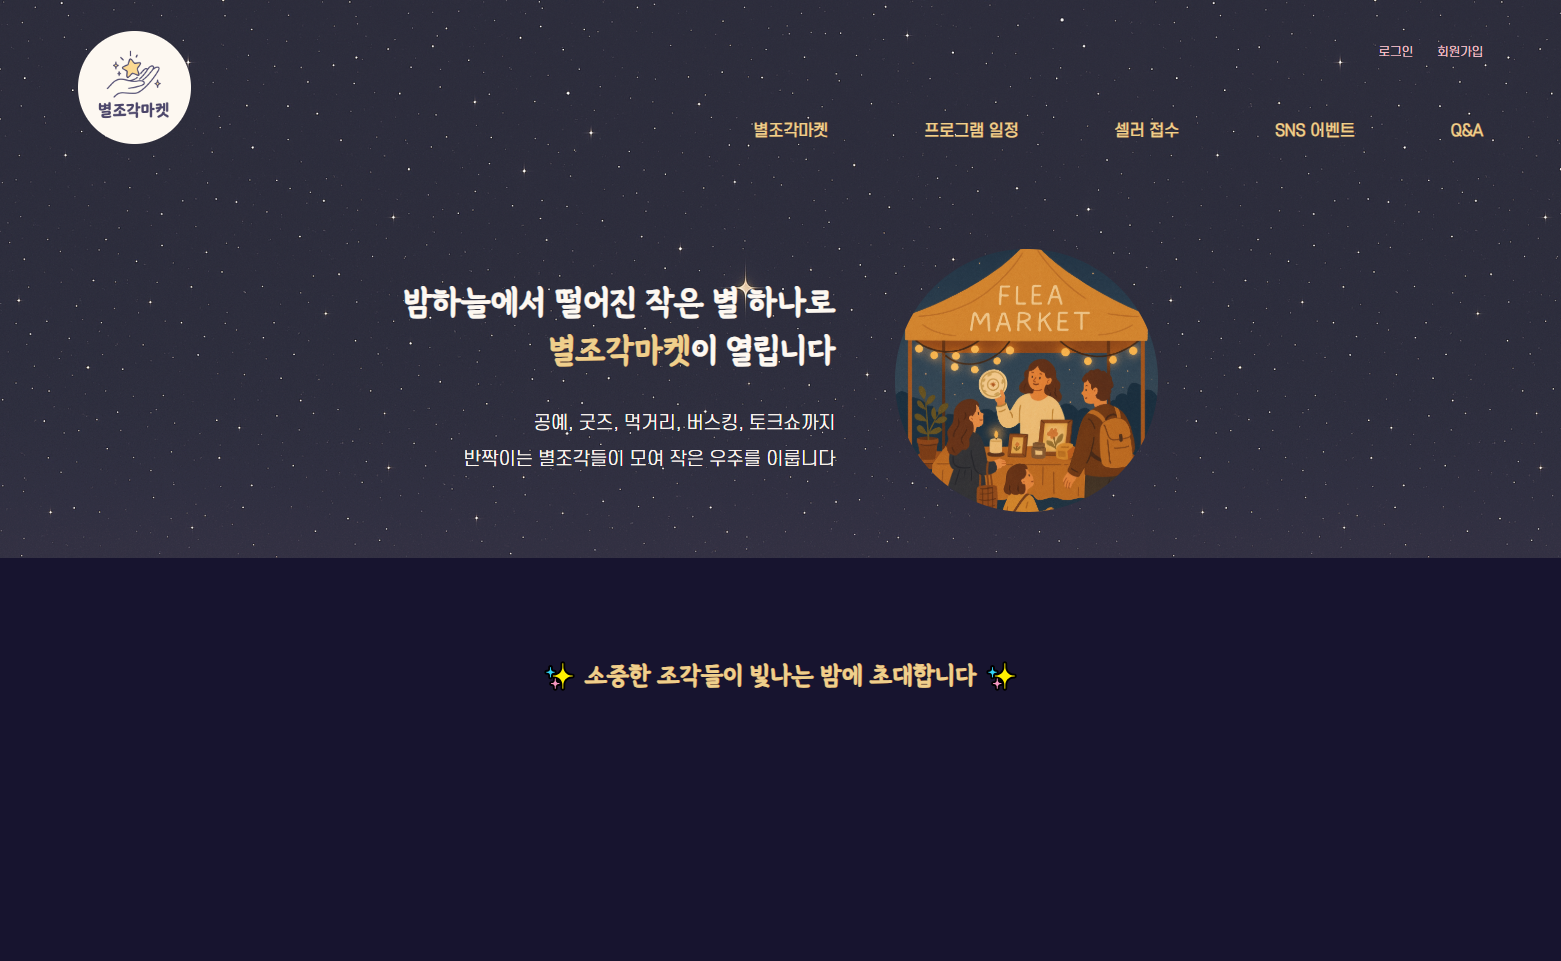 별조각마켓
로그인 회원가입
별조각마켓 프로그램 일정 셀러 접수 SNS 이벤트 Q&A
밤하늘에서 떨어진 작은 별 하나로
별조각마켓이 열립니다
공예, 굿즈, 먹거리, 버스킹, 토크쇼까지
반짝이는 별조각들이 모여 작은 우주를 이룹니다
FLEA
MARKET
✨ 소중한 조각들이 빛나는 밤에 초대합니다 ✨